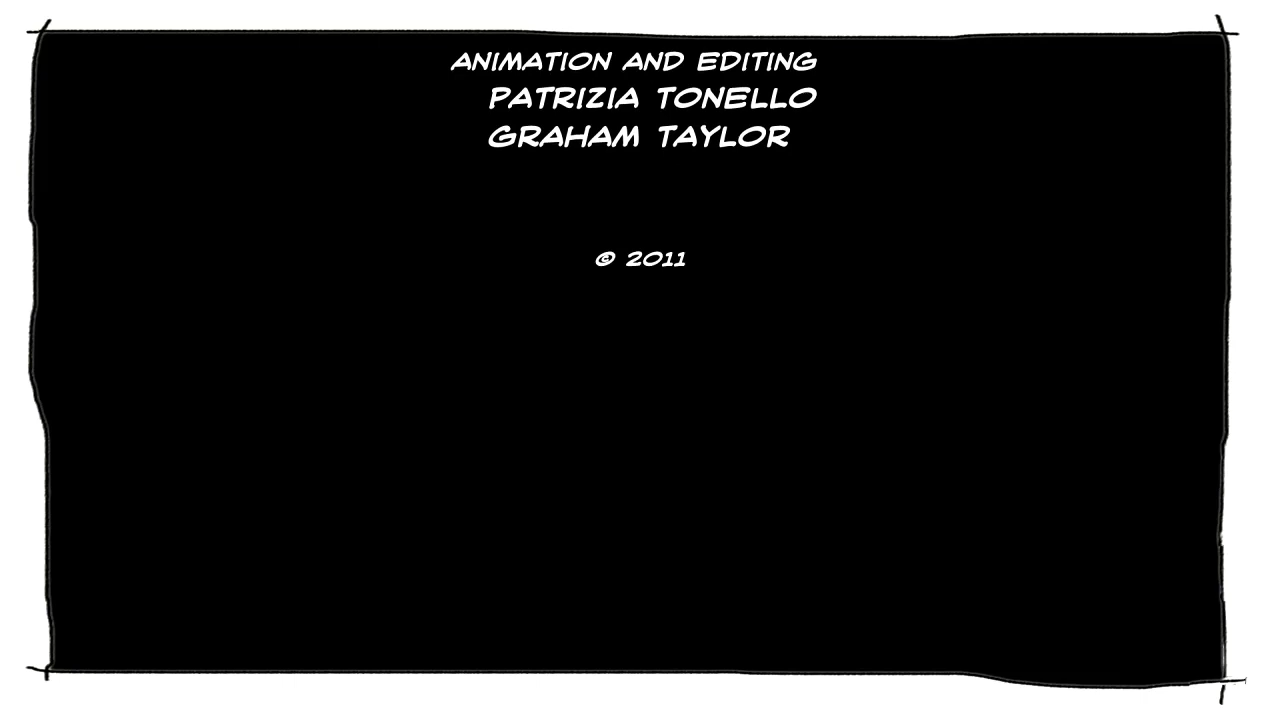 ANIMATION AND EDITING
PATRIZIA TONELLO
GRAHAM TAYLOR
© 2011